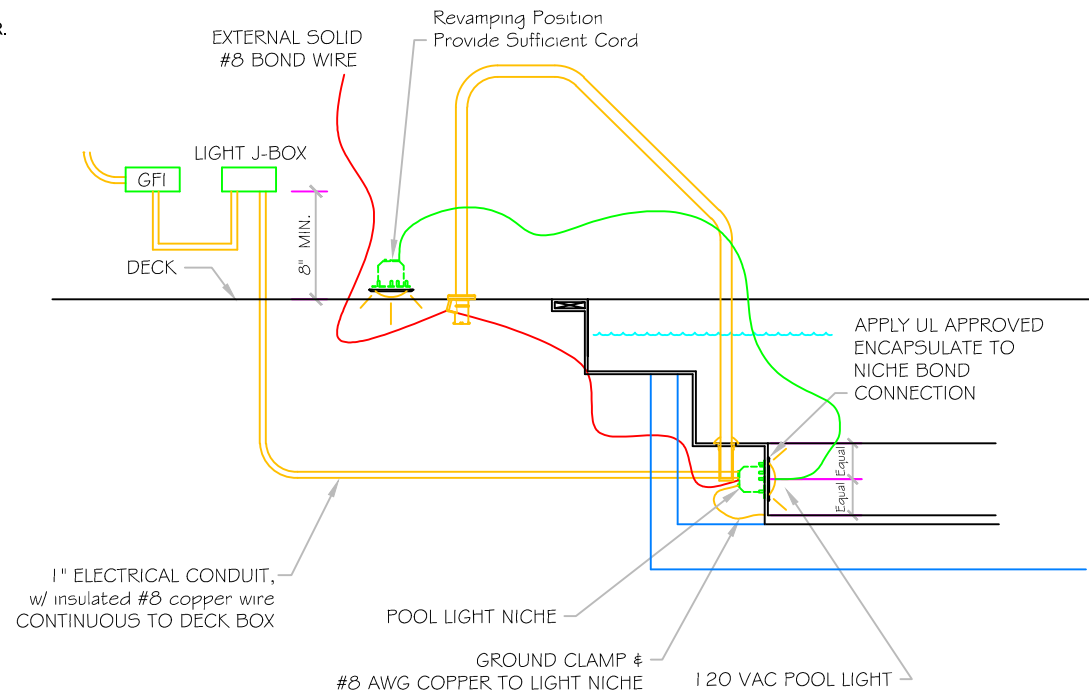 R.
Revamping Position
Provide Sufficient Cord
EXTERNAL SOLID
#8 BOND WIRE
LIGHT J-BOX
GFI
8" MIN.
DECK
APPLY UL APPROVED
ENCAPSULATE TO
NICHE BOND
CONNECTION
Equal
Equal
1" ELECTRICAL CONDUIT,
w/ insulated #8 copper wire
CONTINUOUS TO DECK BOX
POOL LIGHT NICHE
GROUND CLAMP &
#8 AWG COPPER TO LIGHT NICHE
120 VAC POOL LIGHT